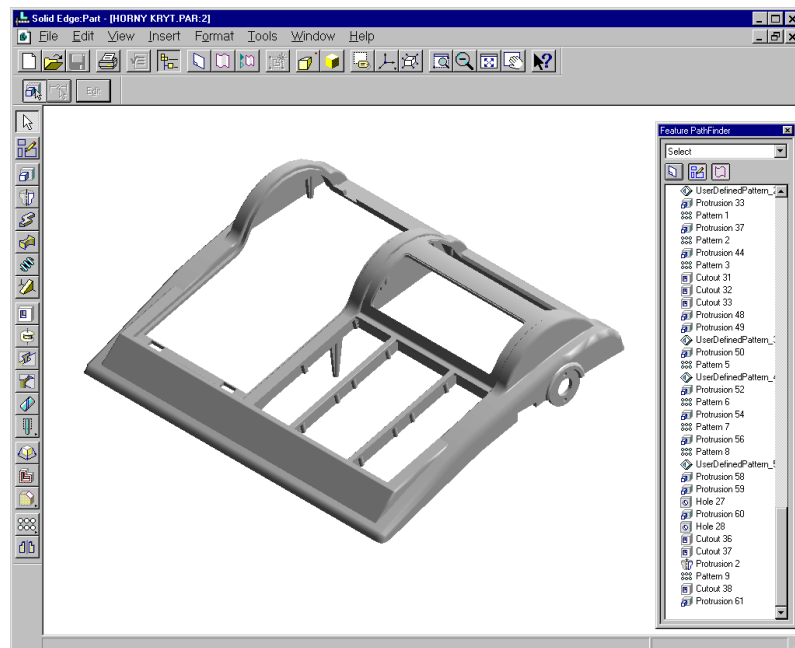 Solid Edge:Part - [HORNY KRYT.PAR:2]
File Edit View Insert Format Tools Window Help
Edit
Feature PathFinder
Select
UserDefinedPattern_2
Protrusion 33
Pattern 1
Protrusion 37
Pattern 2
Protrusion 44
Pattern 3
Cutout 31
Cutout 32
Cutout 33
Protrusion 48
Protrusion 49
UserDefinedPattern_3
Protrusion 50
Pattern 5
UserDefinedPattern_4
Protrusion 52
Pattern 6
Protrusion 54
Pattern 7
Protrusion 56
Pattern 8
UserDefinedPattern_5
Protrusion 58
Protrusion 59
Hole 27
Protrusion 60
Hole 28
Cutout 36
Cutout 37
Protrusion 2
Pattern 9
Cutout 38
Protrusion 61